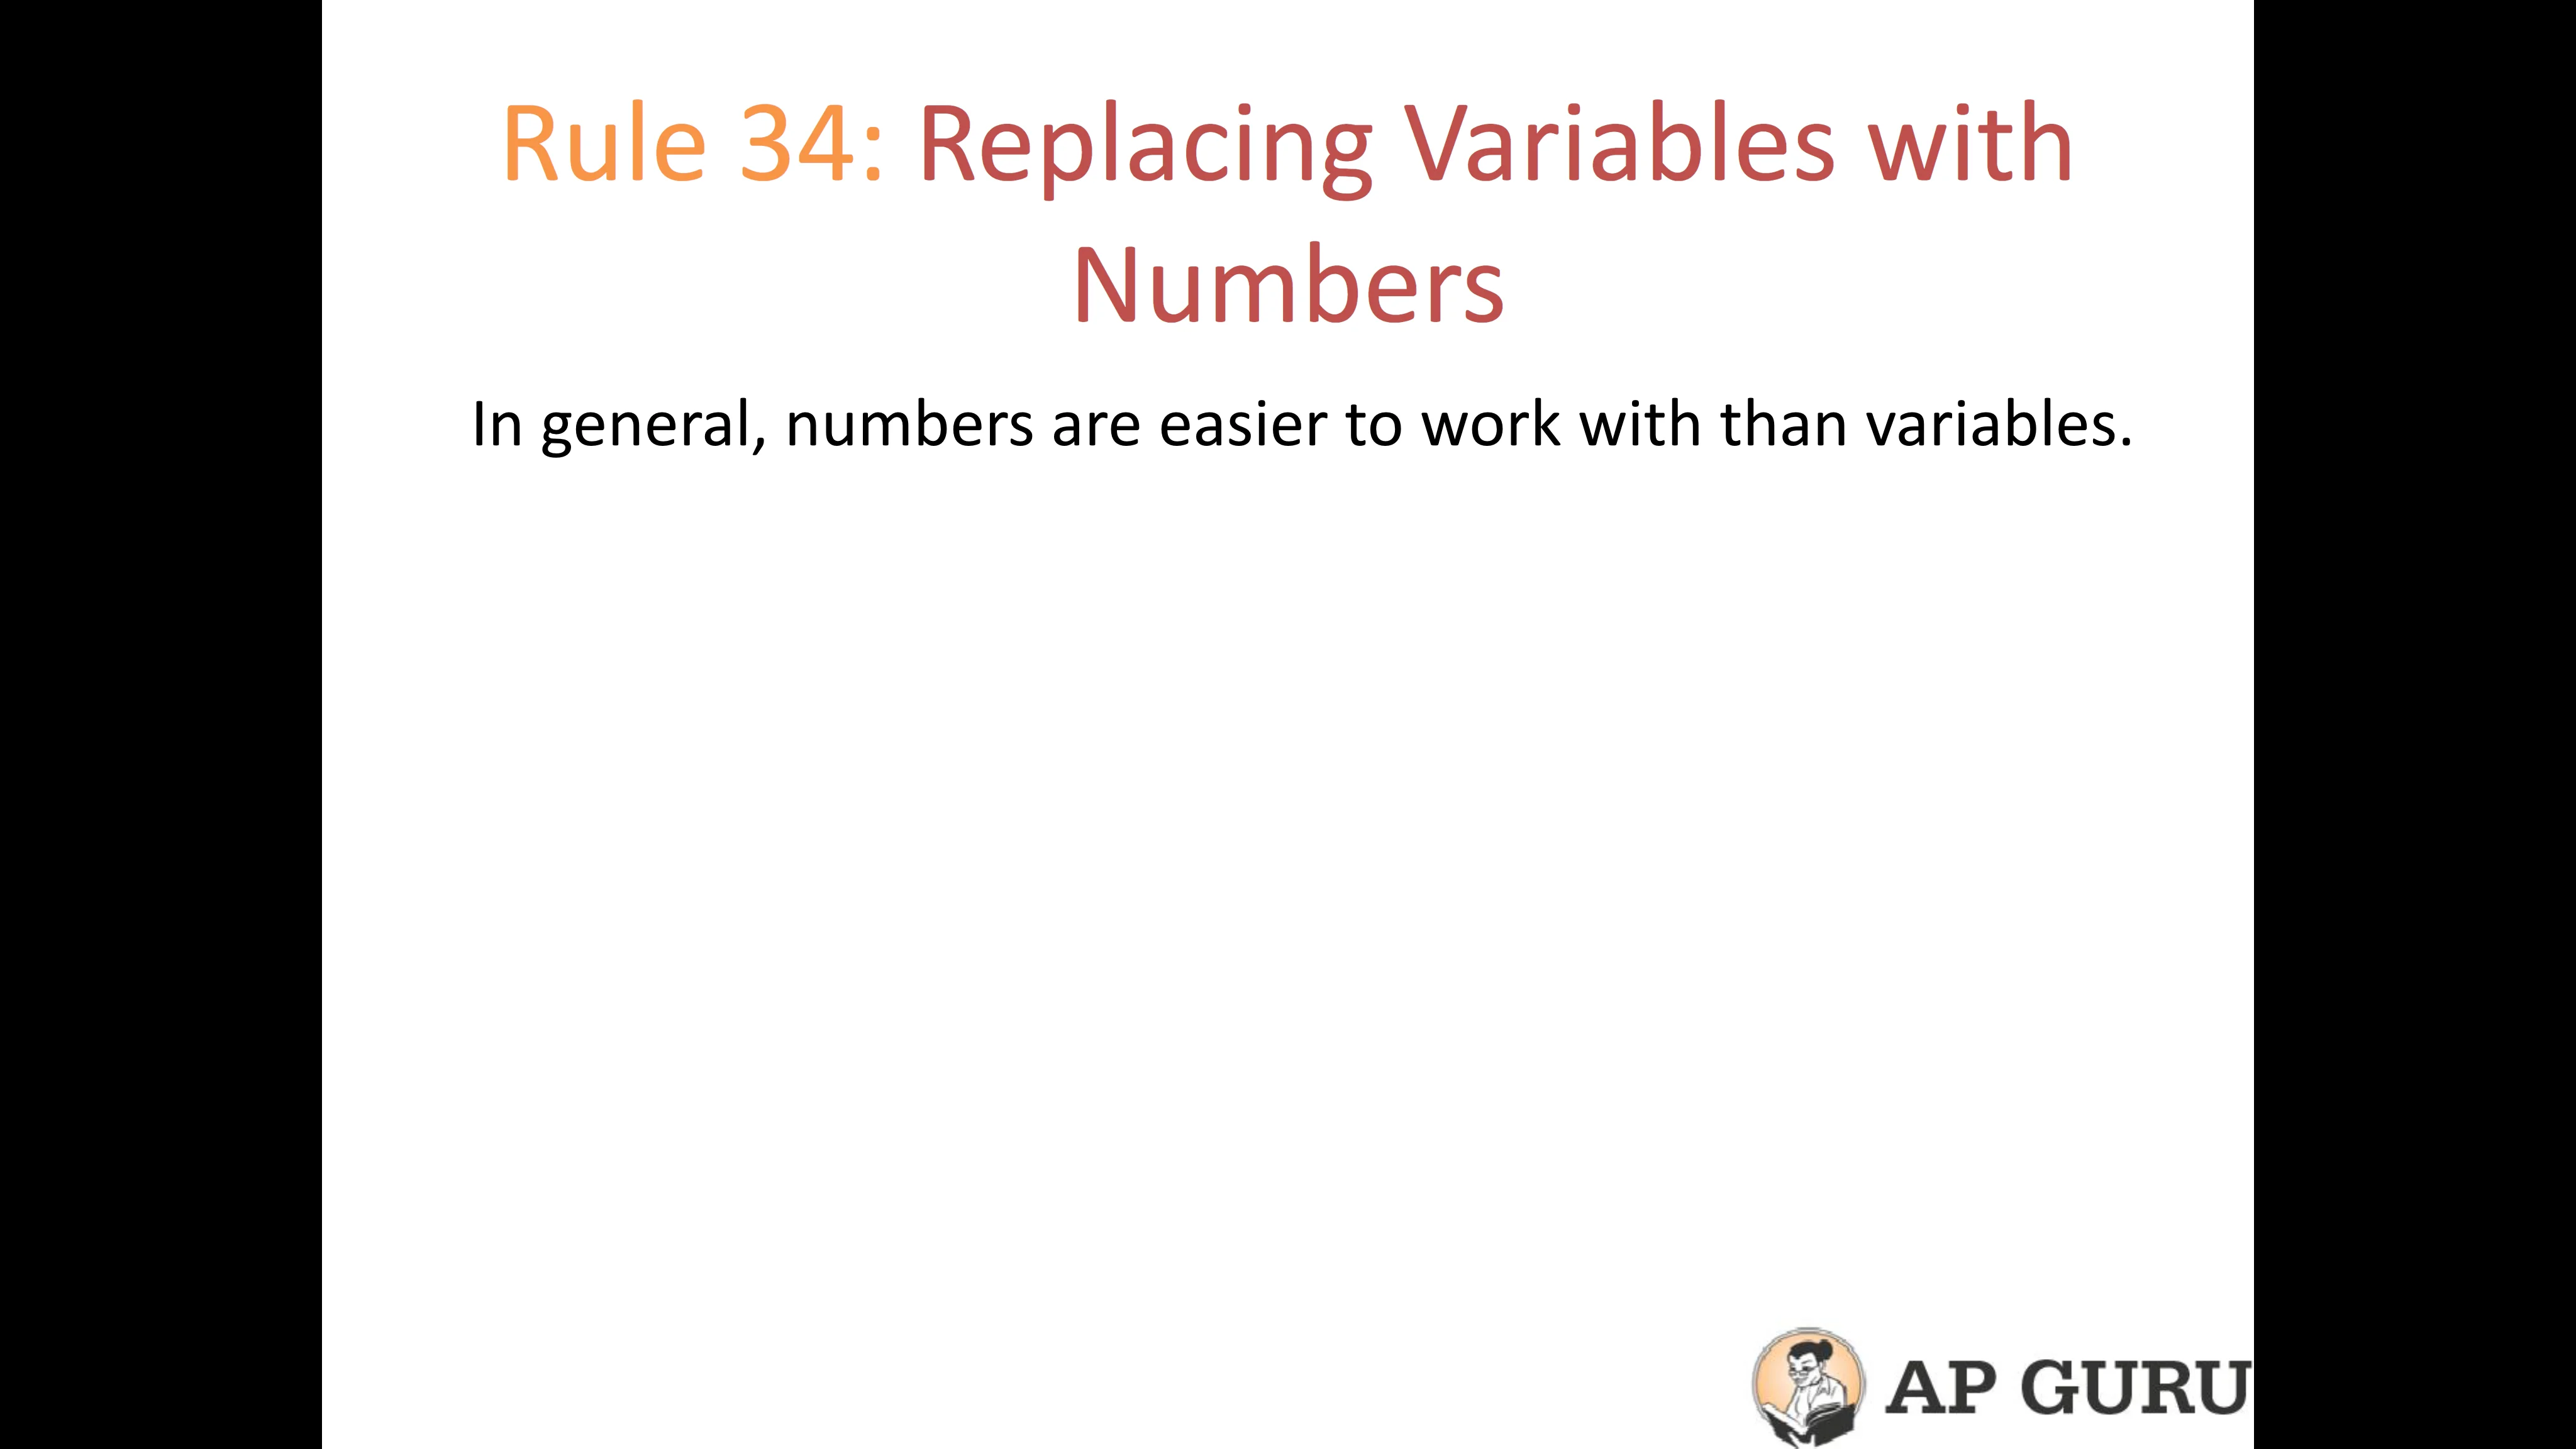 Rule 34: Replacing Variables with
Numbers
In general, numbers are easier to work with than variables.
AP GURU